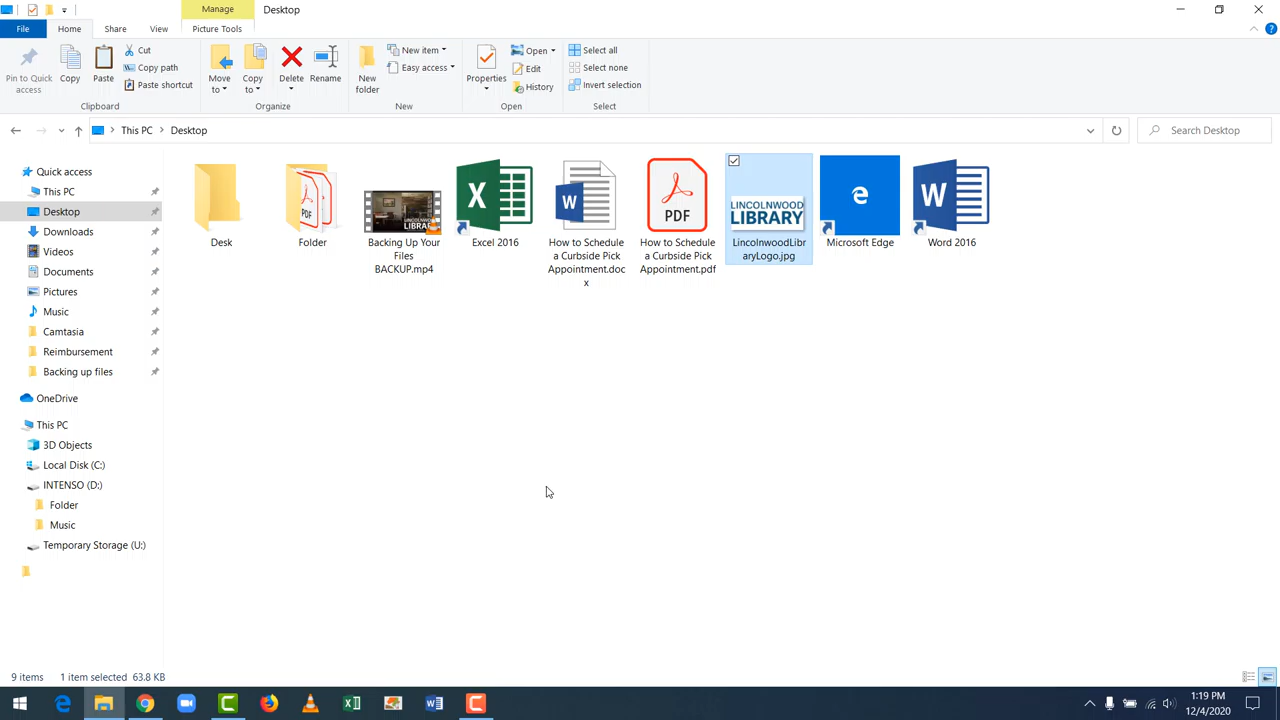 Manage
Desktop
File
Home
Share
View
Picture Tools
Pin to Quick
access
Copy
Paste
Cut
Copy path
Paste shortcut
Clipboard
Move
to
Copy
to
Delete
Rename
Organize
New
folder
New item
Easy access
New
Properties
Open
Edit
History
Open
Select all
Select none
Invert selection
Select
This PC
Desktop
Search Desktop
Quick access
This PC
Desktop
Downloads
Videos
Documents
Pictures
Music
Camtasia
Reimbursement
Backing up files
OneDrive
This PC
3D Objects
Local Disk (C:)
INTENSO (D:)
Folder
Music
Temporary Storage (U:)
Desk
PDF
Folder
LINCOLNWOOD
LIBRARY
Backing Up Your
Files
BACKUP.mp4
X
Excel 2016
W
How to Schedule
a Curbside Pick
Appointment.doc
x
PDF
How to Schedule
a Curbside Pick
Appointment.pdf
LINCOLNWOOD
LIBRARY
LincolnwoodLibr
aryLogo.jpg
e
Microsoft Edge
W
Word 2016
9 items
1 item selected 63.8 KB
1:19 PM
12/4/2020